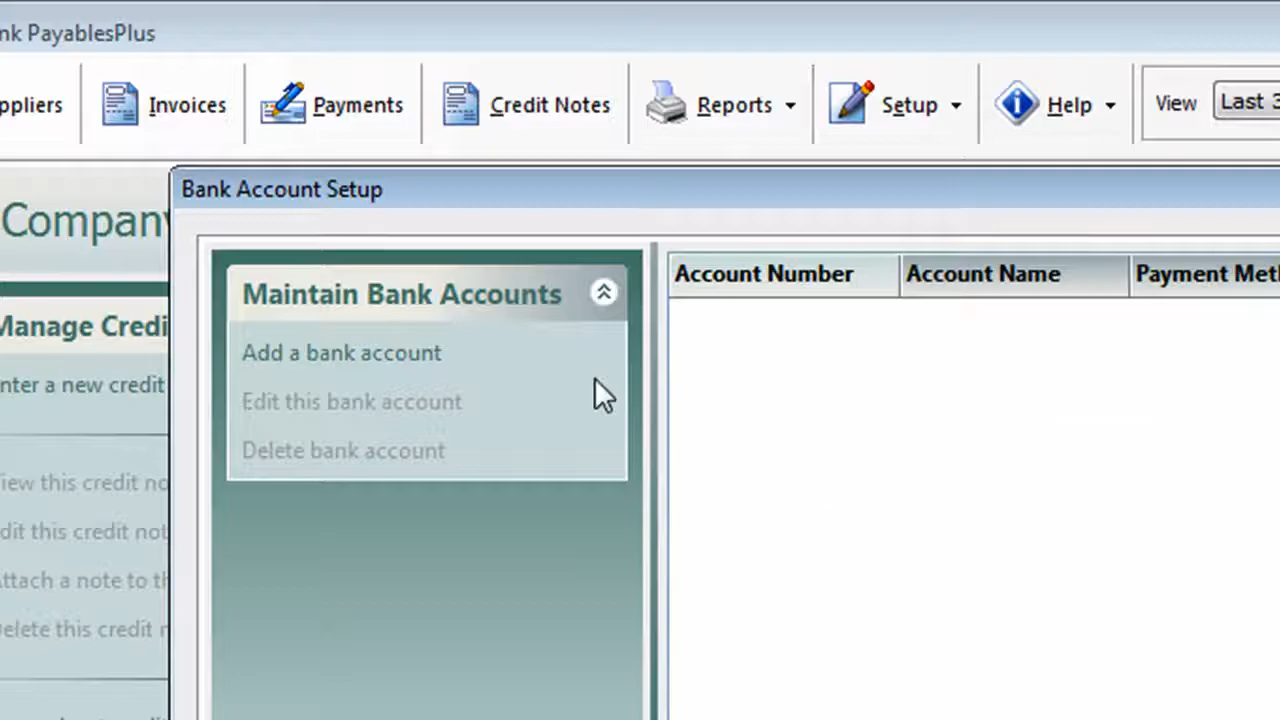 nk PayablesPlus
ppliers Invoices Payments Credit Notes Reports Setup Help View Last 3
Bank Account Setup
Company
Maintain Bank Accounts
Account Number Account Name Payment Met
Manage Credi
Add a bank account
nter a new credit
Edit this bank account
Delete bank account
iew this credit no
dit this credit not
ttach a note to th
elete this credit n